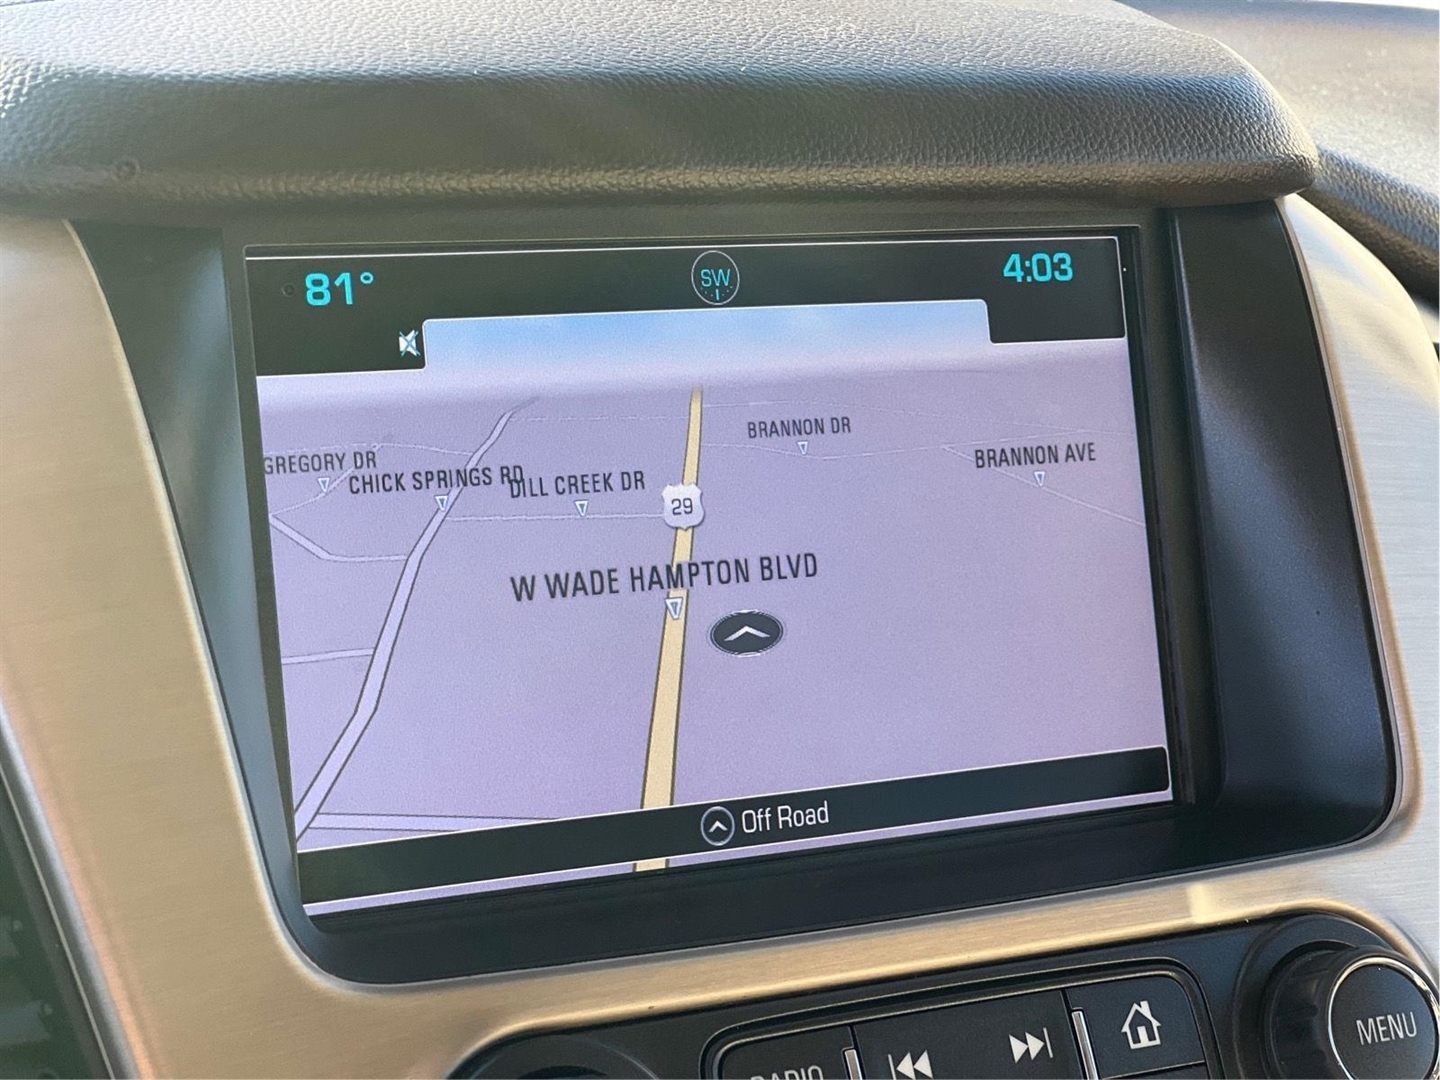 81°
SW
4:03
BRANNON DR
GREGORY DR
CHICK SPRINGS RD
DILL CREEK DR
BRANNON AVE
29
W WADE HAMPTON BLVD
Off Road
MENU
RADIO